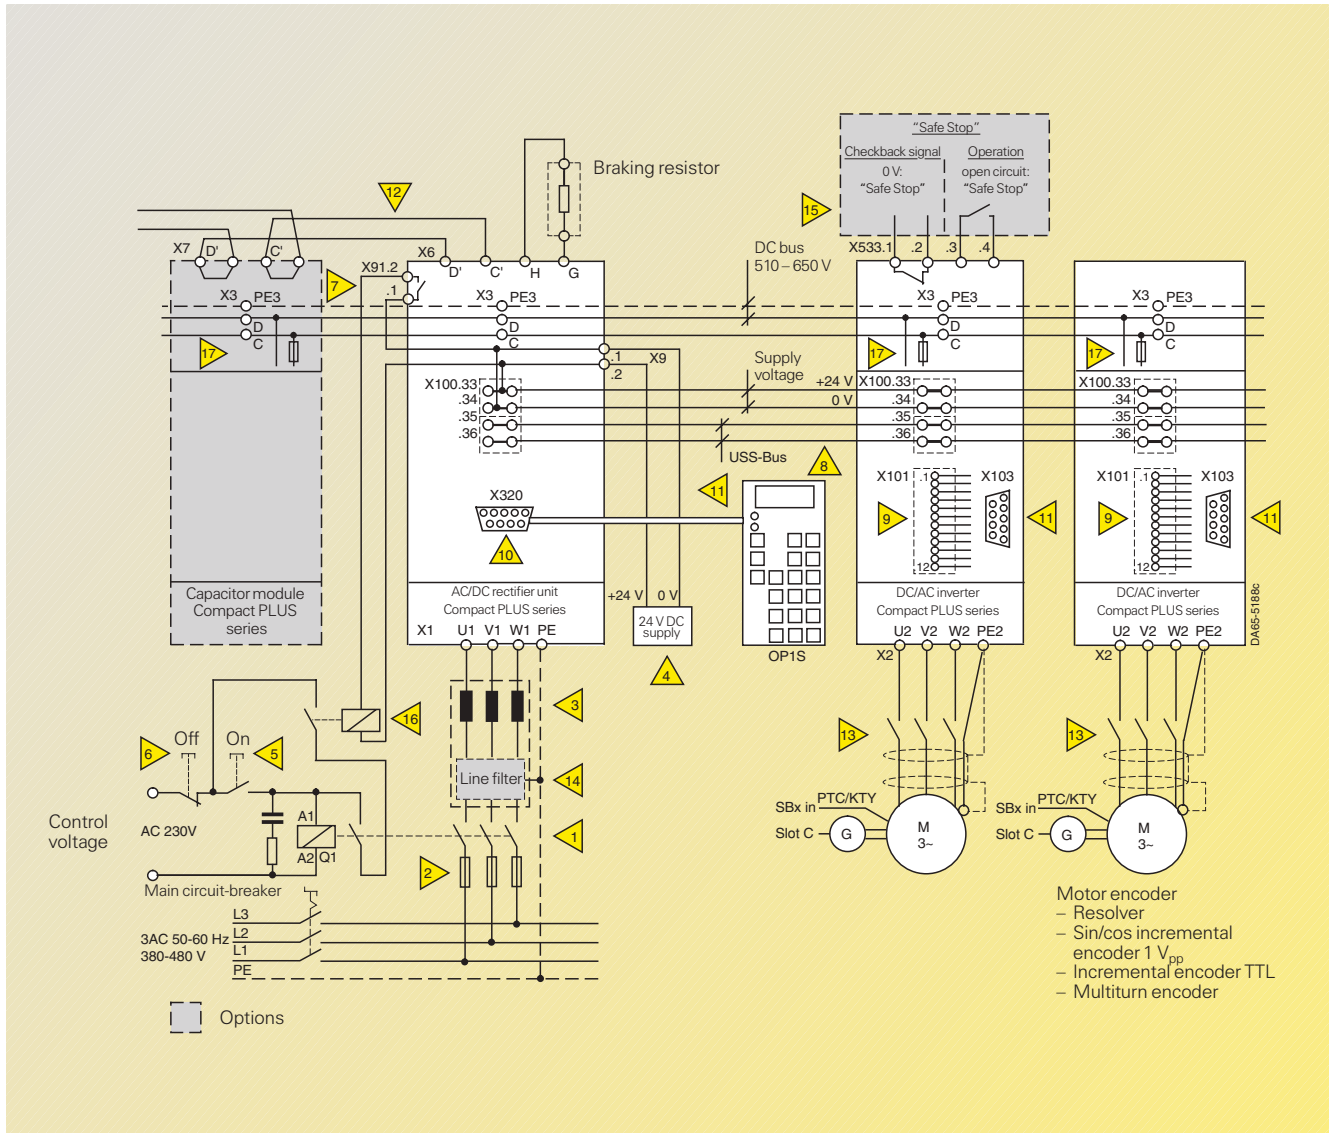 "Safe Stop"
Checkback signal
0 V:
"Safe Stop"
Operation
open circuit:
"Safe Stop"
15
X533.1 .2 .3 .4
Braking resistor
12
X7 D' C'
X6 D' C' H G
X91.2
.1
7
DC bus
510 – 650 V
X3 PE3
D
C
17
X3 PE3
D
C
X3 PE3
D
C
17
X3 PE3
D
C
17
.1 X9
.2
Supply
voltage
+24 V
0 V
X100.33
.34
.35
.36
X100.33
.34
.35
.36
X100.33
.34
.35
.36
USS-Bus
8
11
X320
10
X101 .1 X103
.12
9
11
X101 .1 X103
.12
9
11
Capacitor module
Compact PLUS
series
AC/DC rectifier unit
Compact PLUS series
X1 U1 V1 W1 PE
+24 V 0 V
24 V DC
supply
4
OP1S
DC/AC inverter
Compact PLUS series
U2 V2 W2 PE2
X2
DC/AC inverter
Compact PLUS series
U2 V2 W2 PE2
X2
DA65-5188c
16
3
6 Off On 5
Line filter
14
13
13
Control
voltage
AC 230V
A1
A2 Q1
1
2
Main circuit-breaker
L3
L2
L1
PE
3AC 50-60 Hz
380-480 V
SBx in PTC/KTY
Slot C G
M
3~
SBx in PTC/KTY
Slot C G
M
3~
Motor encoder
– Resolver
– Sin/cos incremental
encoder 1 Vpp
– Incremental encoder TTL
– Multiturn encoder
Options